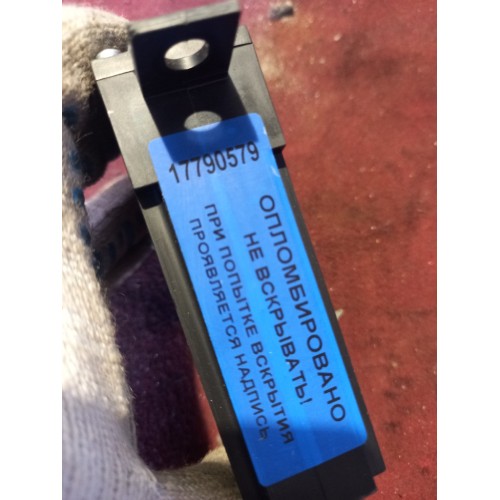 17790579
ОПЛОМБИРОВАНО
НЕ ВСКРЫВАТЬ!
ПРИ ПОПЫТКЕ ВСКРЫТИЯ
ПРОЯВЛЯЕТСЯ НАДПИСЬ